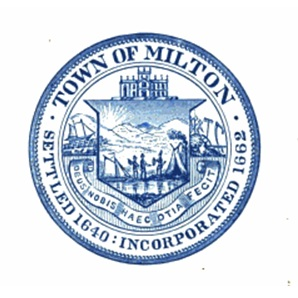 · TOWN OF MILTON ·
SETTLED 1640 : INCORPORATED 1662
DEUS NOBIS HAEC OTIA FECIT